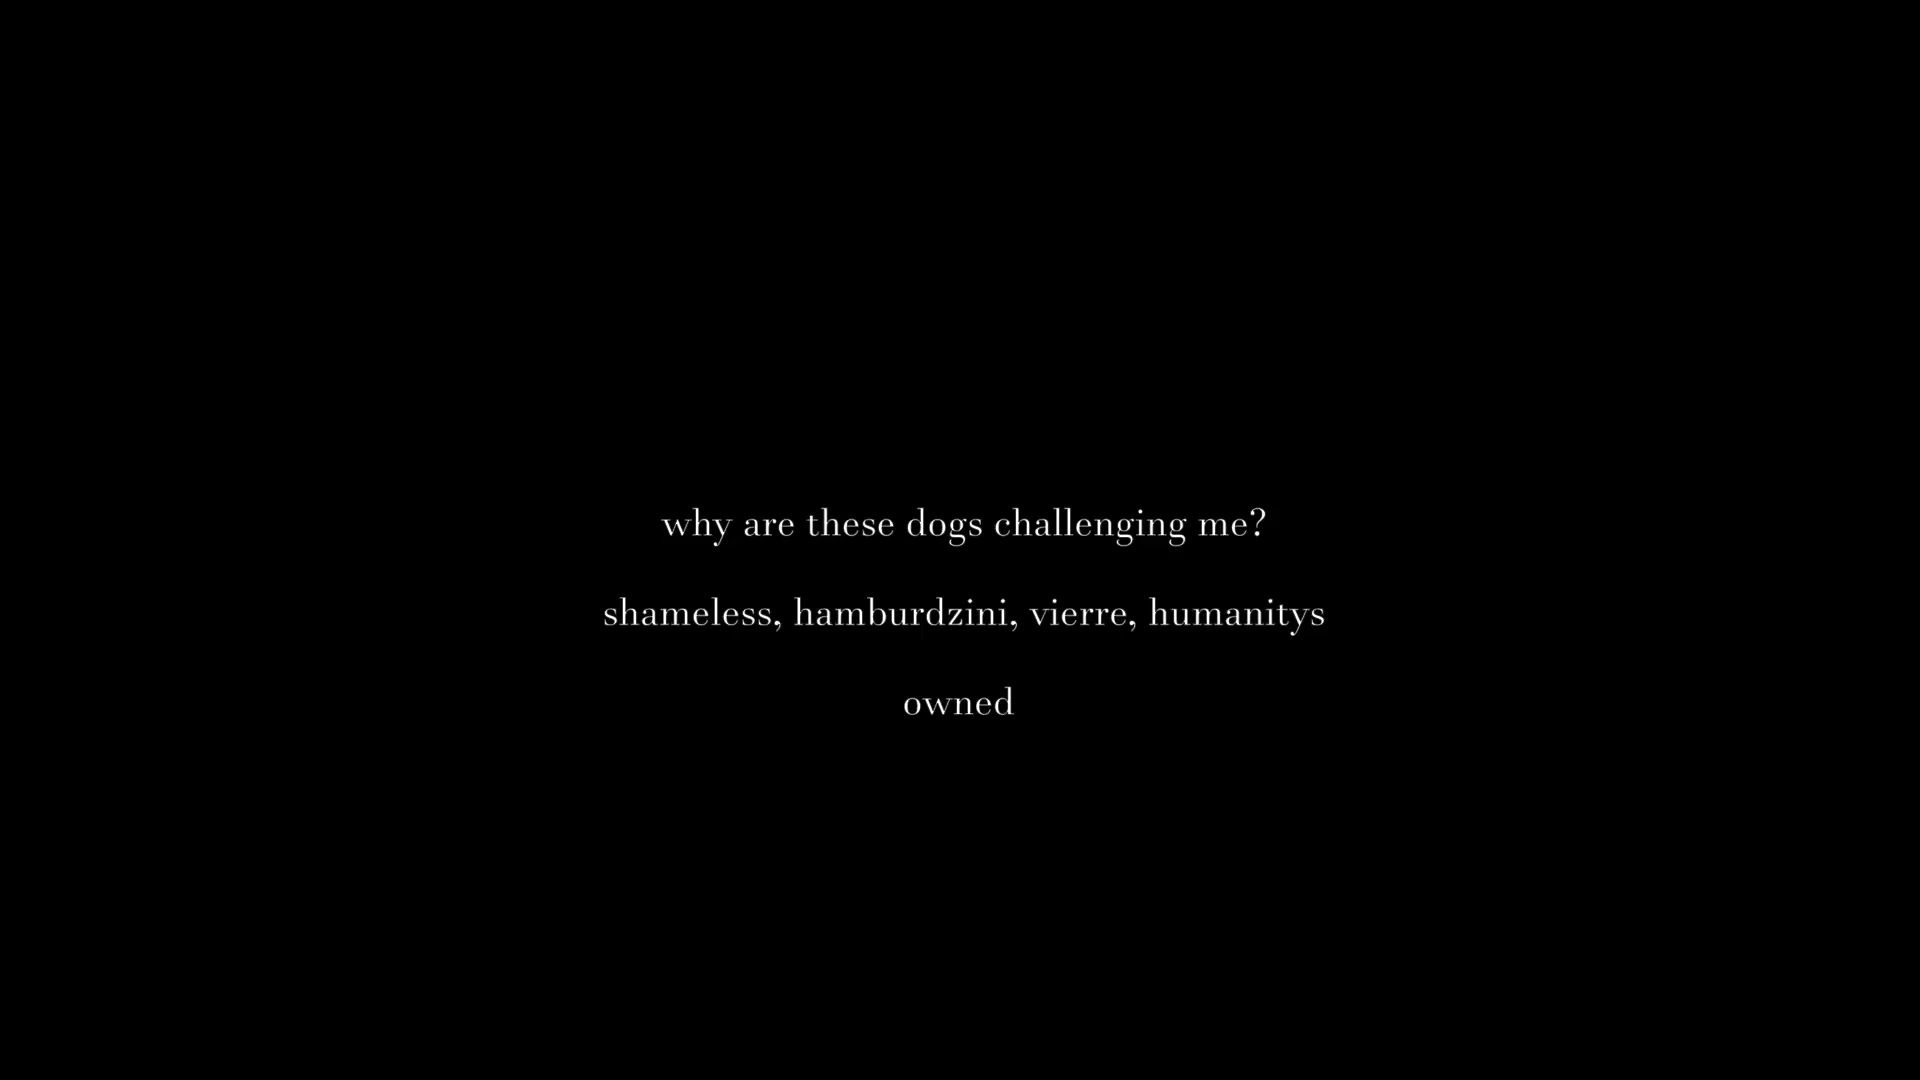 why are these dogs challenging me?
shameless, hamburdzini, vierre, humanitys
owned